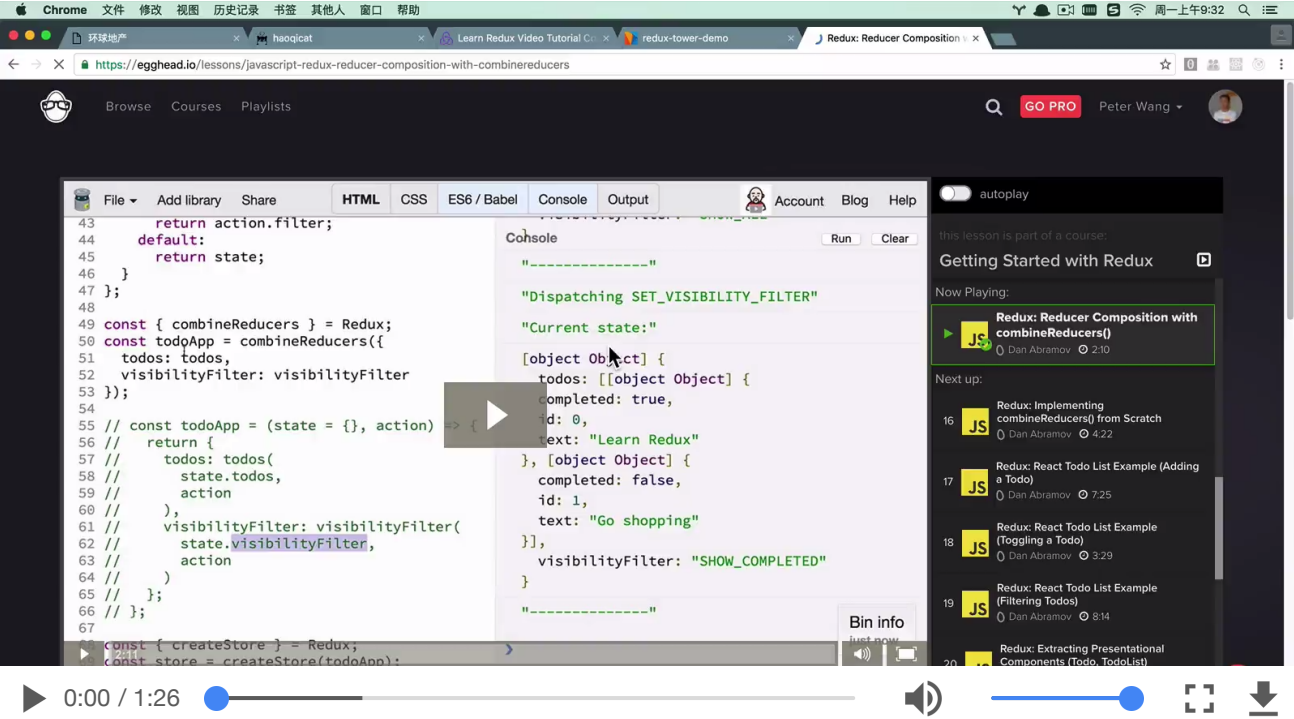 Chrome 文件 修改 视图 历史记录 书签 其他人 窗口 帮助 周一上午9:32
环球地产 haoqicat Learn Redux Video Tutorial Co redux-tower-demo Redux: Reducer Composition w
https://egghead.io/lessons/javascript-redux-reducer-composition-with-combinereducers
Browse Courses Playlists GO PRO Peter Wang
File Add library Share HTML CSS ES6 / Babel Console Output Account Blog Help
43 return action.filter;
44 default:
45 return state;
46 }
47 };
48
49 const { combineReducers } = Redux;
50 const todoApp = combineReducers({
51 todos: todos,
52 visibilityFilter: visibilityFilter
53 });
54
55 // const todoApp = (state = {}, action) => {
56 // return {
57 // todos: todos(
58 // state.todos,
59 // action
60 // ),
61 // visibilityFilter: visibilityFilter(
62 // state.visibilityFilter,
63 // action
64 // )
65 // };
66 // };
67
68 const { createStore } = Redux;
const store = createStore(todoApp);
2:11
visibilityFilter: "SHOW_ALL"
}
Console Run Clear
"--------------"
"Dispatching SET_VISIBILITY_FILTER"
"Current state:"
[object Object] {
todos: [[object Object] {
completed: true,
id: 0,
text: "Learn Redux"
}, [object Object] {
completed: false,
id: 1,
text: "Go shopping"
}],
visibilityFilter: "SHOW_COMPLETED"
}
"--------------"
Bin info
just now
autoplay
this lesson is part of a course:
Getting Started with Redux
Now Playing:
JS
Redux: Reducer Composition with
combineReducers()
Dan Abramov 2:10
Next up:
16 JS
Redux: Implementing
combineReducers() from Scratch
Dan Abramov 4:22
17 JS
Redux: React Todo List Example (Adding
a Todo)
Dan Abramov 7:25
18 JS
Redux: React Todo List Example
(Toggling a Todo)
Dan Abramov 3:29
19 JS
Redux: React Todo List Example
(Filtering Todos)
Dan Abramov 8:14
20 JS
Redux: Extracting Presentational
Components (Todo, TodoList)
0:00 / 1:26